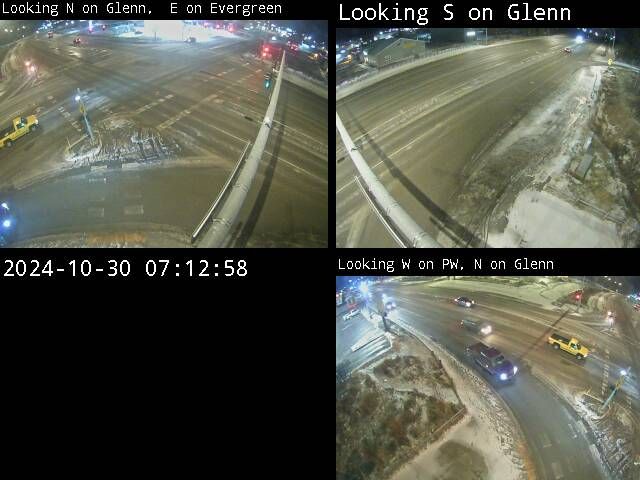 Looking N on Glenn, E on Evergreen
Looking S on Glenn
2024-10-30 07:12:58
Looking W on PW, N on Glenn